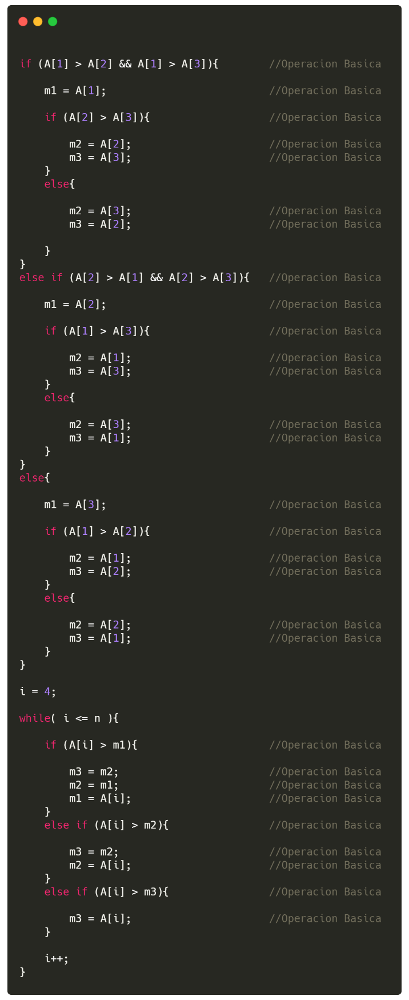 if (A[1] > A[2] && A[1] > A[3]){ //Operacion Basica
m1 = A[1]; //Operacion Basica
if (A[2] > A[3]){ //Operacion Basica
m2 = A[2]; //Operacion Basica
m3 = A[3]; //Operacion Basica
}
else{
m2 = A[3]; //Operacion Basica
m3 = A[2]; //Operacion Basica
}
}
else if (A[2] > A[1] && A[2] > A[3]){ //Operacion Basica
m1 = A[2]; //Operacion Basica
if (A[1] > A[3]){ //Operacion Basica
m2 = A[1]; //Operacion Basica
m3 = A[3]; //Operacion Basica
}
else{
m2 = A[3]; //Operacion Basica
m3 = A[1]; //Operacion Basica
}
}
else{
m1 = A[3]; //Operacion Basica
if (A[1] > A[2]){ //Operacion Basica
m2 = A[1]; //Operacion Basica
m3 = A[2]; //Operacion Basica
}
else{
m2 = A[2]; //Operacion Basica
m3 = A[1]; //Operacion Basica
}
}
i = 4;
while( i <= n ){
if (A[i] > m1){ //Operacion Basica
m3 = m2; //Operacion Basica
m2 = m1; //Operacion Basica
m1 = A[i]; //Operacion Basica
}
else if (A[i] > m2){ //Operacion Basica
m3 = m2; //Operacion Basica
m2 = A[i]; //Operacion Basica
}
else if (A[i] > m3){ //Operacion Basica
m3 = A[i]; //Operacion Basica
}
i++;
}